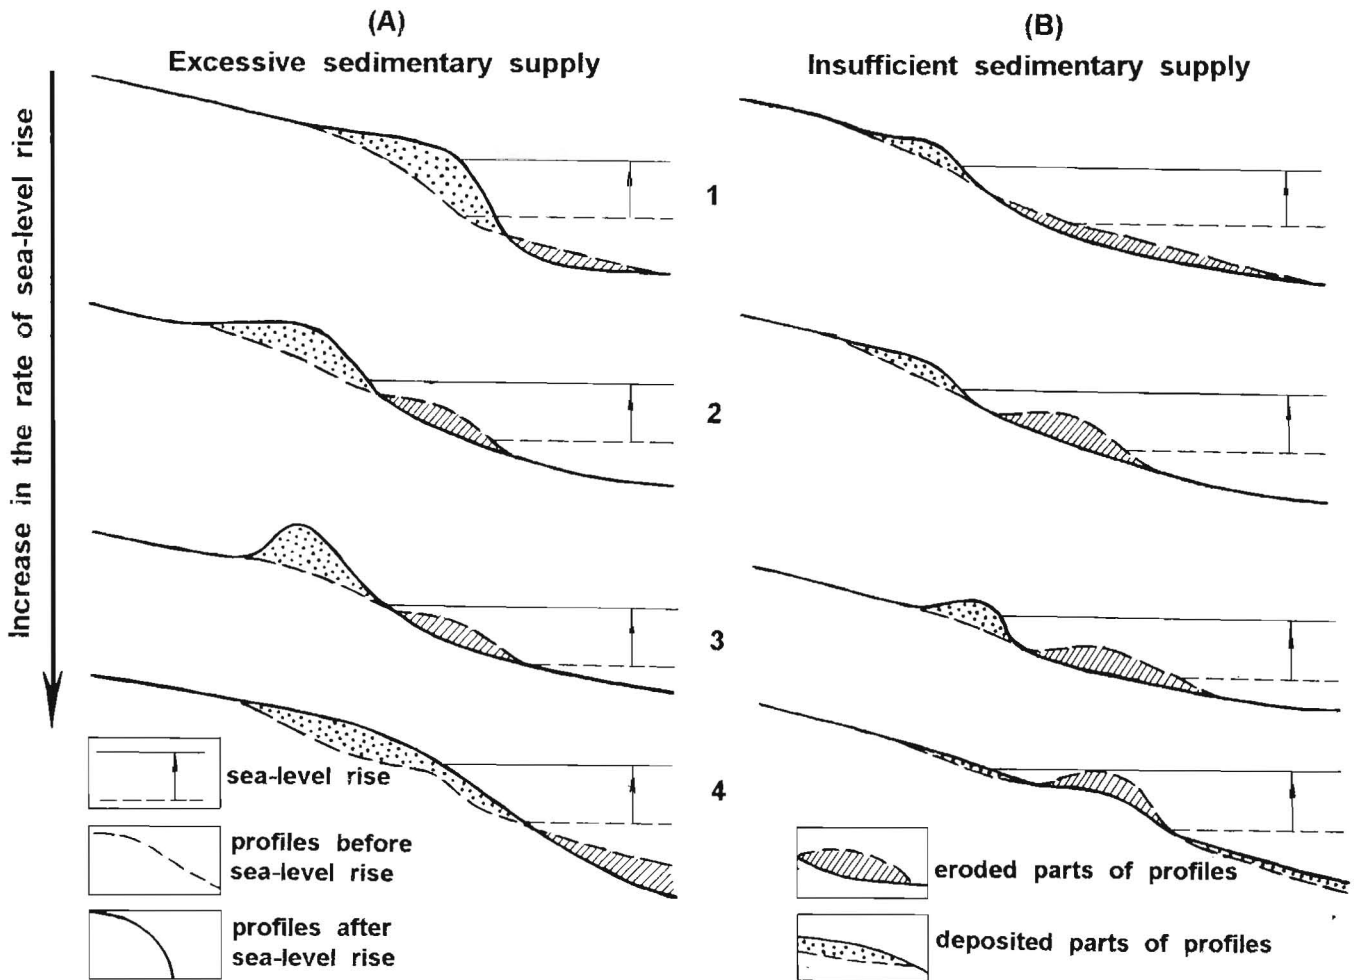 (A)
Excessive sedimentary supply
(B)
Insufficient sedimentary supply
Increase in the rate of sea-level rise
1
2
3
4
sea-level rise
profiles before
sea-level rise
profiles after
sea-level rise
eroded parts of profiles
deposited parts of profiles